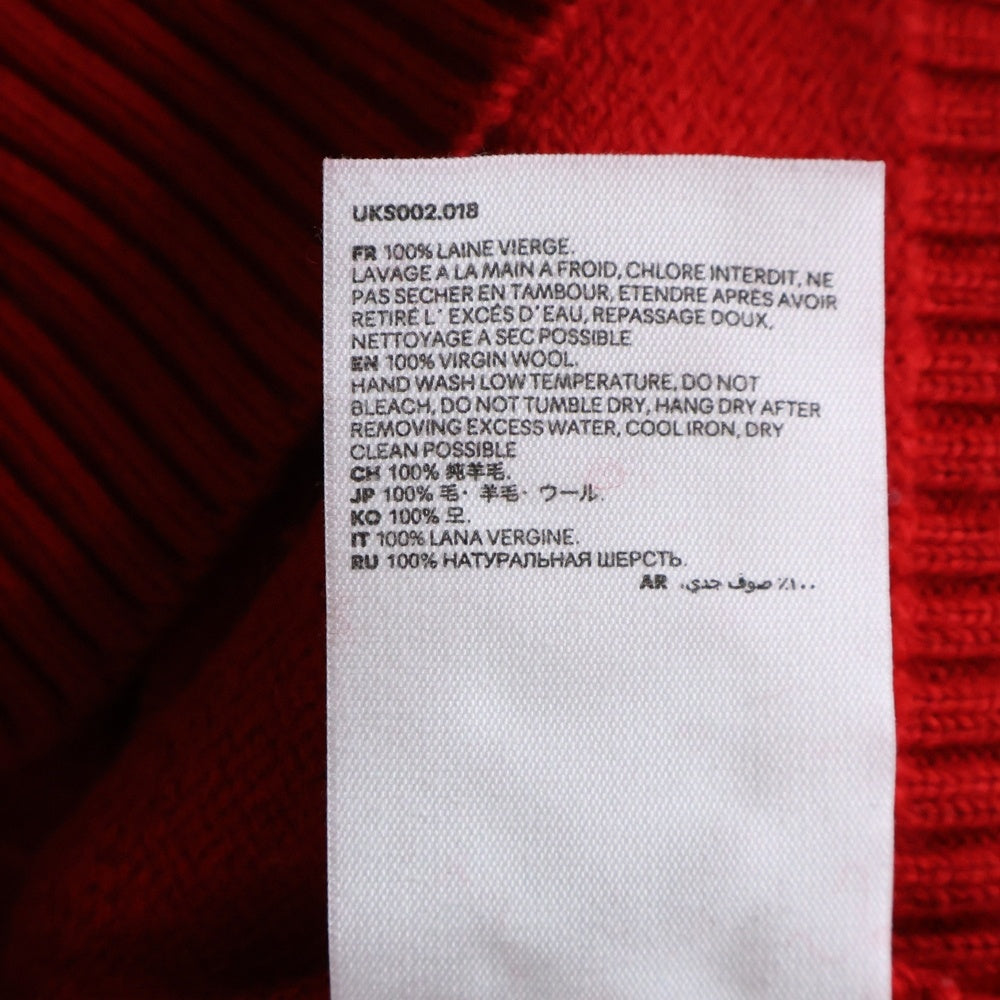 UKS002.018
FR 100% LAINE VIERGE.
LAVAGE A LA MAIN A FROID, CHLORE INTERDIT, NE
PAS SECHER EN TAMBOUR, ETENDRE APRÈS AVOIR
RETIRÉ L' EXCÉS D'EAU, REPASSAGE DOUX,
NETTOYAGE A SEC POSSIBLE
EN 100% VIRGIN WOOL.
HAND WASH LOW TEMPERATURE, DO NOT
BLEACH, DO NOT TUMBLE DRY, HANG DRY AFTER
REMOVING EXCESS WATER, COOL IRON, DRY
CLEAN POSSIBLE
CH 100% 纯羊毛.
JP 100% 毛・羊毛・ウール.
KO 100% 모.
IT 100% LANA VERGINE.
RU 100% НАТУРАЛЬНАЯ ШЕРСТЬ.
AR ١٠٠٪ صوف جدي.